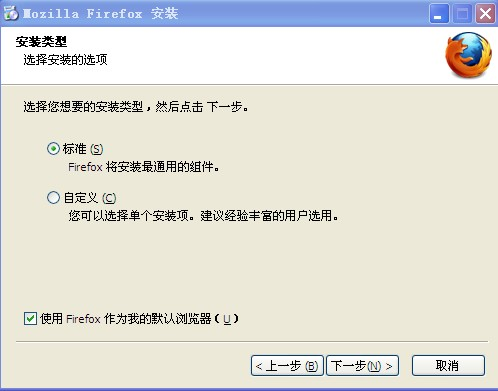 Mozilla Firefox 安装
安装类型
选择安装的选项
选择您想要的安装类型，然后点击 下一步。
标准 (S)
Firefox 将安装最通用的组件。
自定义 (C)
您可以选择单个安装项。建议经验丰富的用户选用。
使用 Firefox 作为我的默认浏览器 ( U )
< 上一步 (B) 下一步(N) > 取消